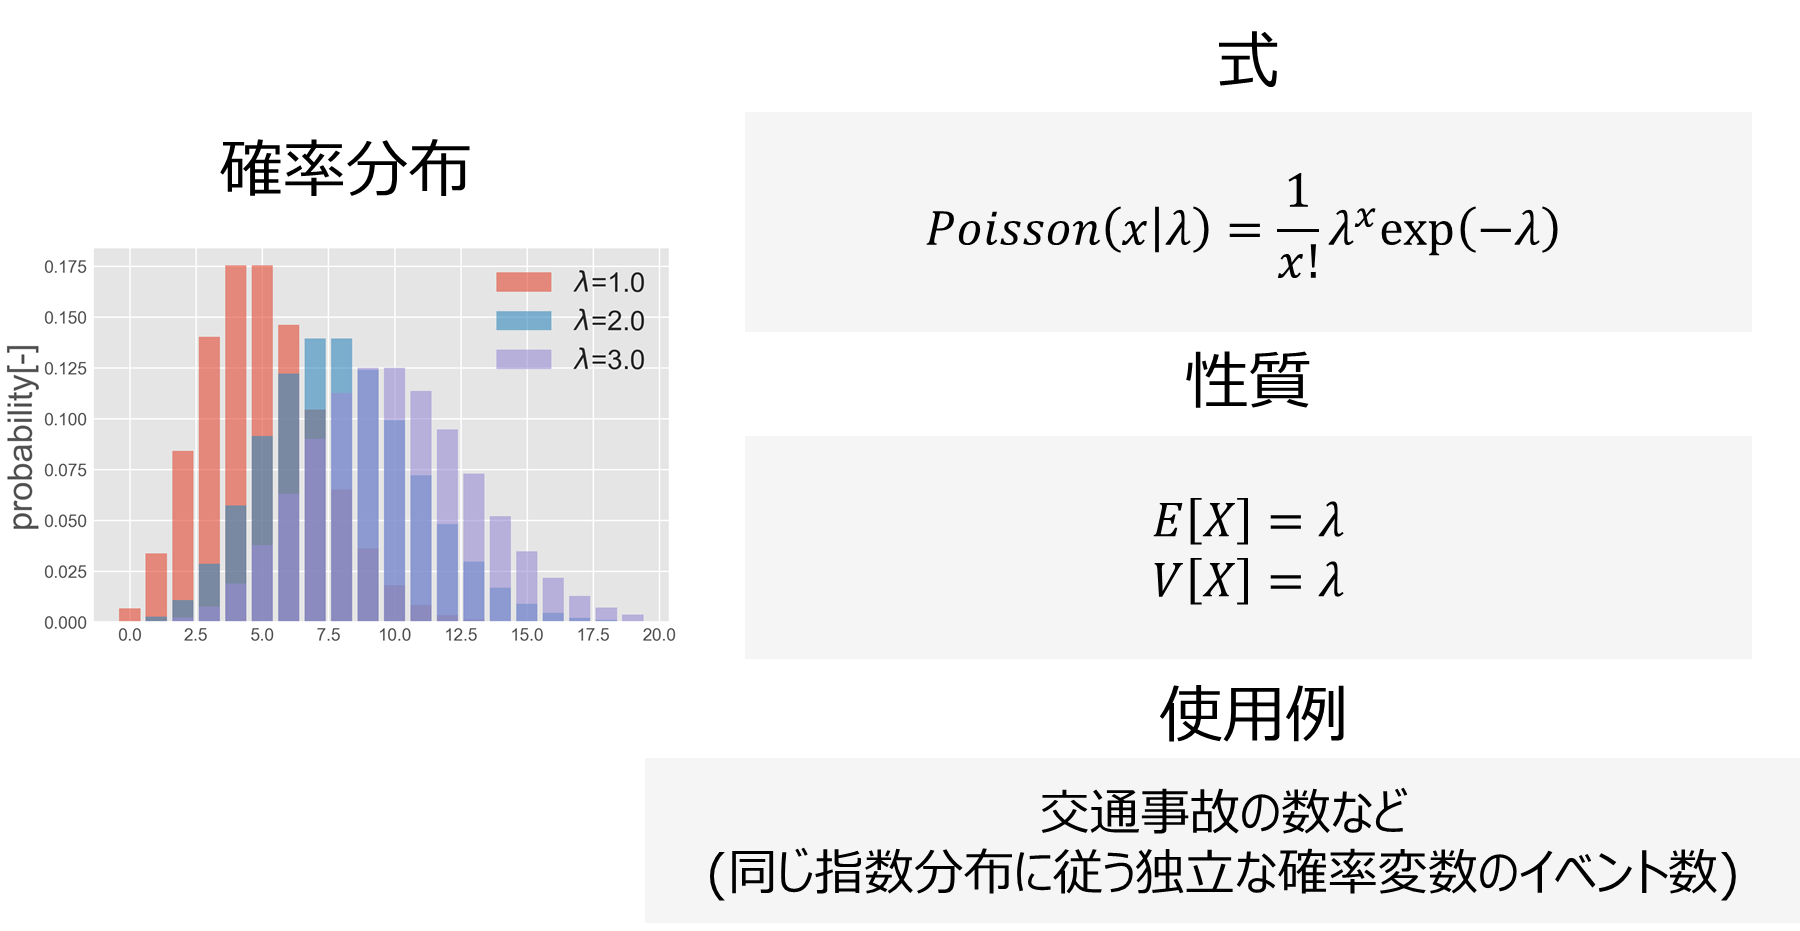 確率分布
probability[-]
0.175
0.150
0.125
0.100
0.075
0.050
0.025
0.000
0.0 2.5 5.0 7.5 10.0 12.5 15.0 17.5 20.0
λ=1.0
λ=2.0
λ=3.0
式
Poisson(x|λ) = \frac{1}{x!} λ^x exp(−λ)
性質
E[X] = λ
V[X] = λ
使用例
交通事故の数など
(同じ指数分布に従う独立な確率変数のイベント数)